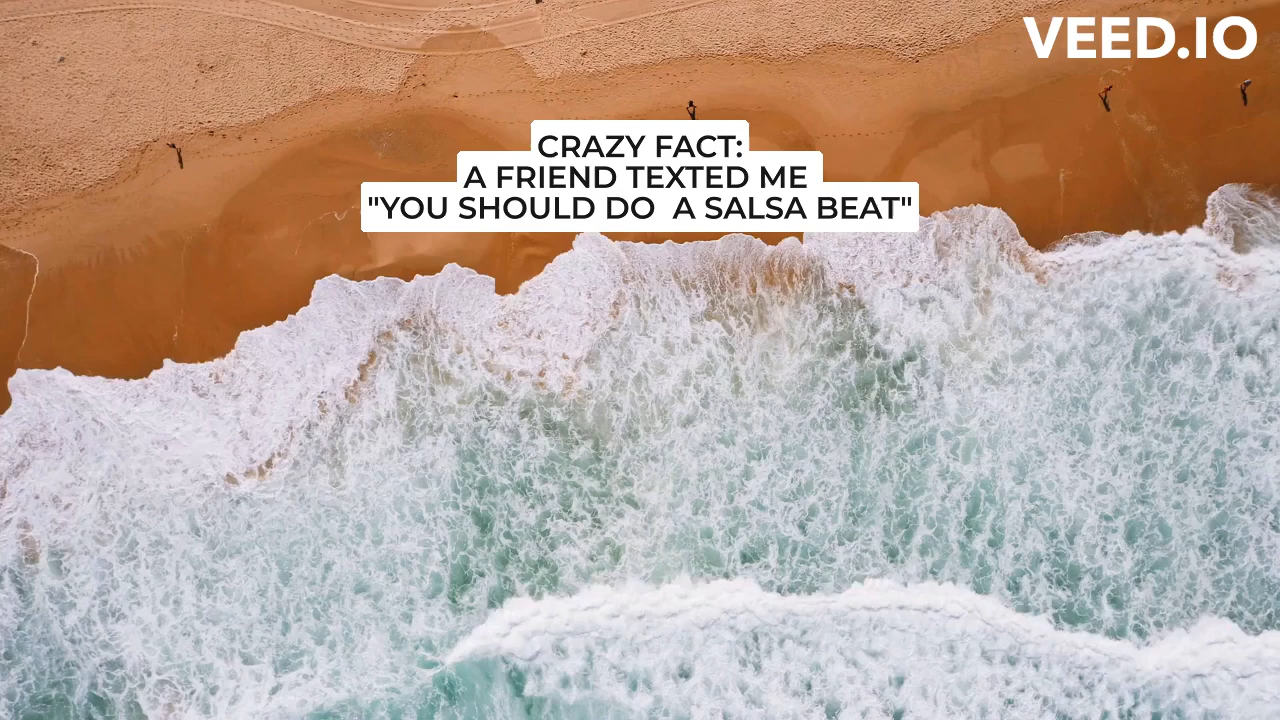 VEED.IO
CRAZY FACT:
A FRIEND TEXTED ME
"YOU SHOULD DO  A SALSA BEAT"